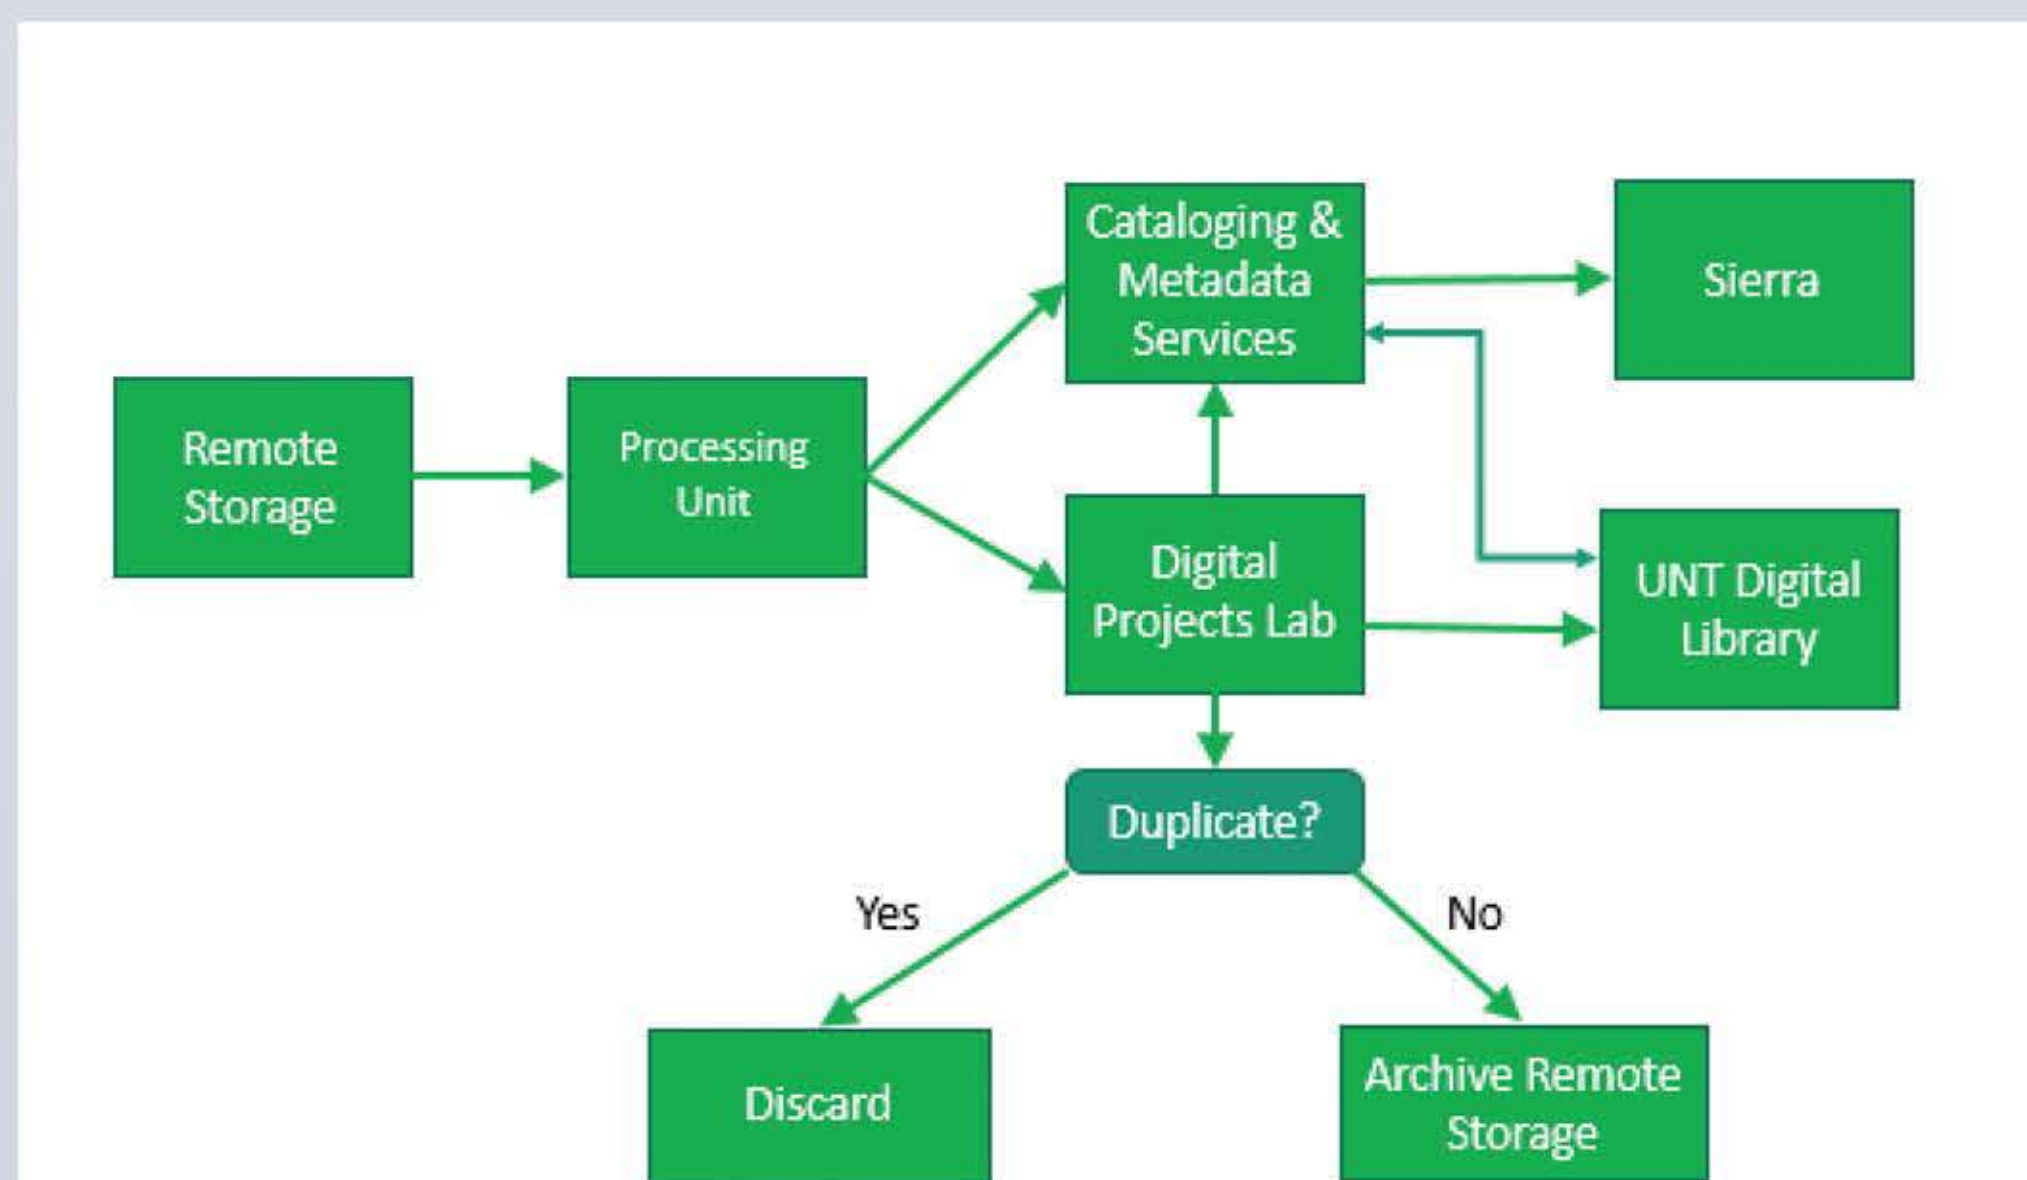 Cataloging &
Metadata
Services
Sierra
Remote
Storage
Processing
Unit
Digital
Projects Lab
UNT Digital
Library
Duplicate?
Yes
No
Discard
Archive Remote
Storage